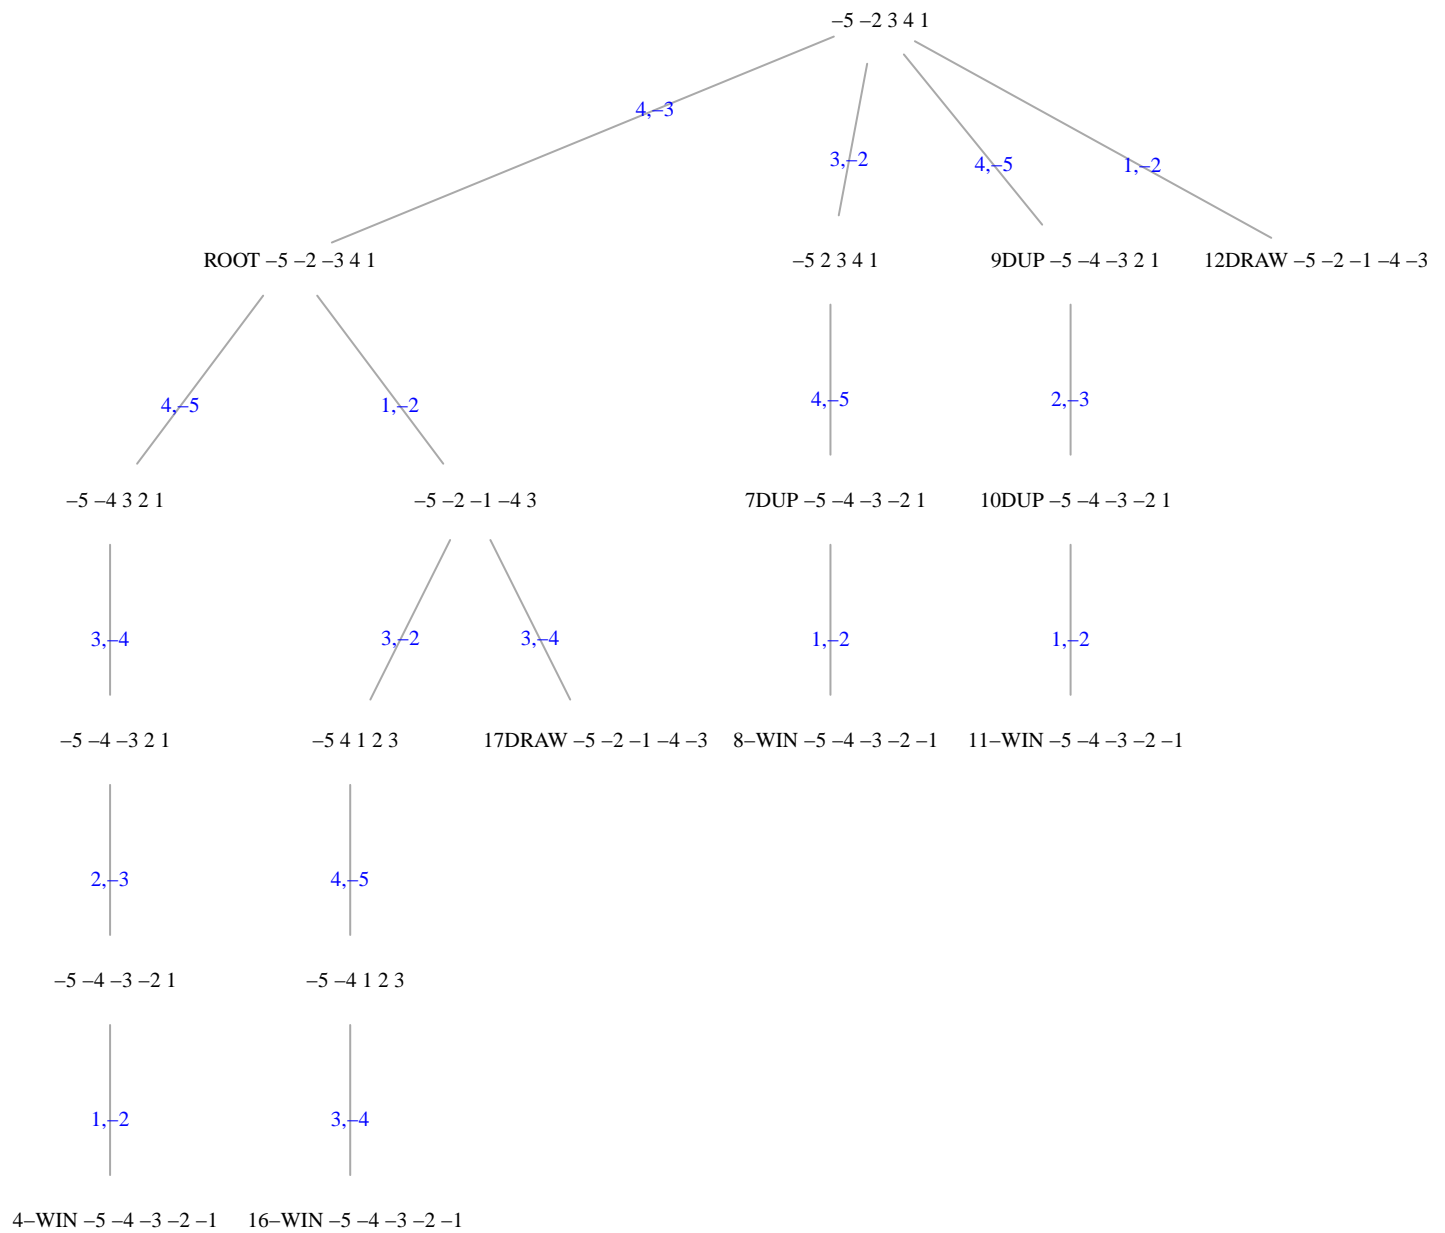 −5 −2 3 4 1
4,−3
3,−2
4,−5
1,−2
ROOT −5 −2 −3 4 1
−5 2 3 4 1
9DUP −5 −4 −3 2 1
12DRAW −5 −2 −1 −4 −3
4,−5
1,−2
4,−5
2,−3
−5 −4 3 2 1
−5 −2 −1 −4 3
7DUP −5 −4 −3 −2 1
10DUP −5 −4 −3 −2 1
3,−4
3,−2
3,−4
1,−2
1,−2
−5 −4 −3 2 1
−5 4 1 2 3
17DRAW −5 −2 −1 −4 −3
8−WIN −5 −4 −3 −2 −1
11−WIN −5 −4 −3 −2 −1
2,−3
4,−5
−5 −4 −3 −2 1
−5 −4 1 2 3
1,−2
3,−4
4−WIN −5 −4 −3 −2 −1
16−WIN −5 −4 −3 −2 −1